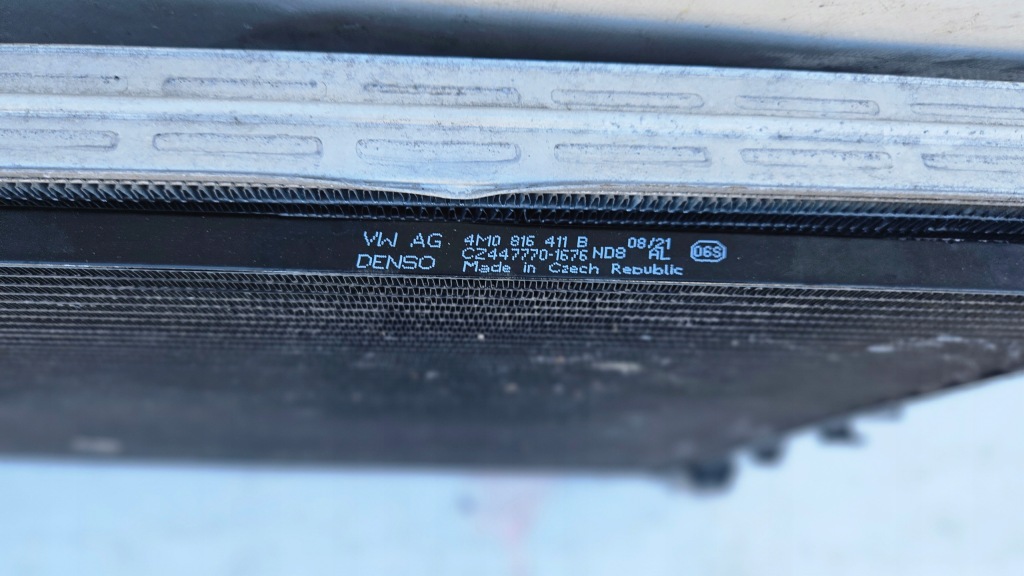 VW AG 4M0 816 411 B 08/21
DENSO CZ447770-1676 ND8 AL 06S
Made in Czech Republic